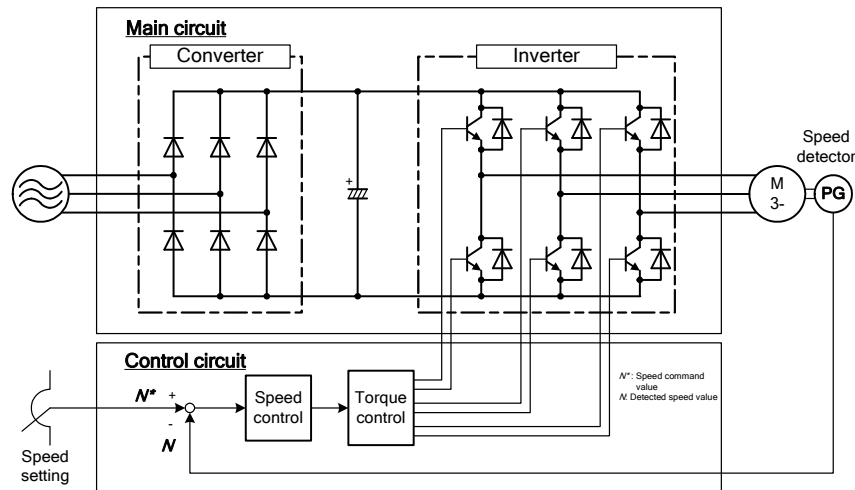 Main circuit
Converter
Inverter
+
Speed
detector
M
3~
PG
Control circuit
N*: Speed command
value
N: Detected speed value
N*
+
-
N
Speed
control
Torque
control
Speed
setting